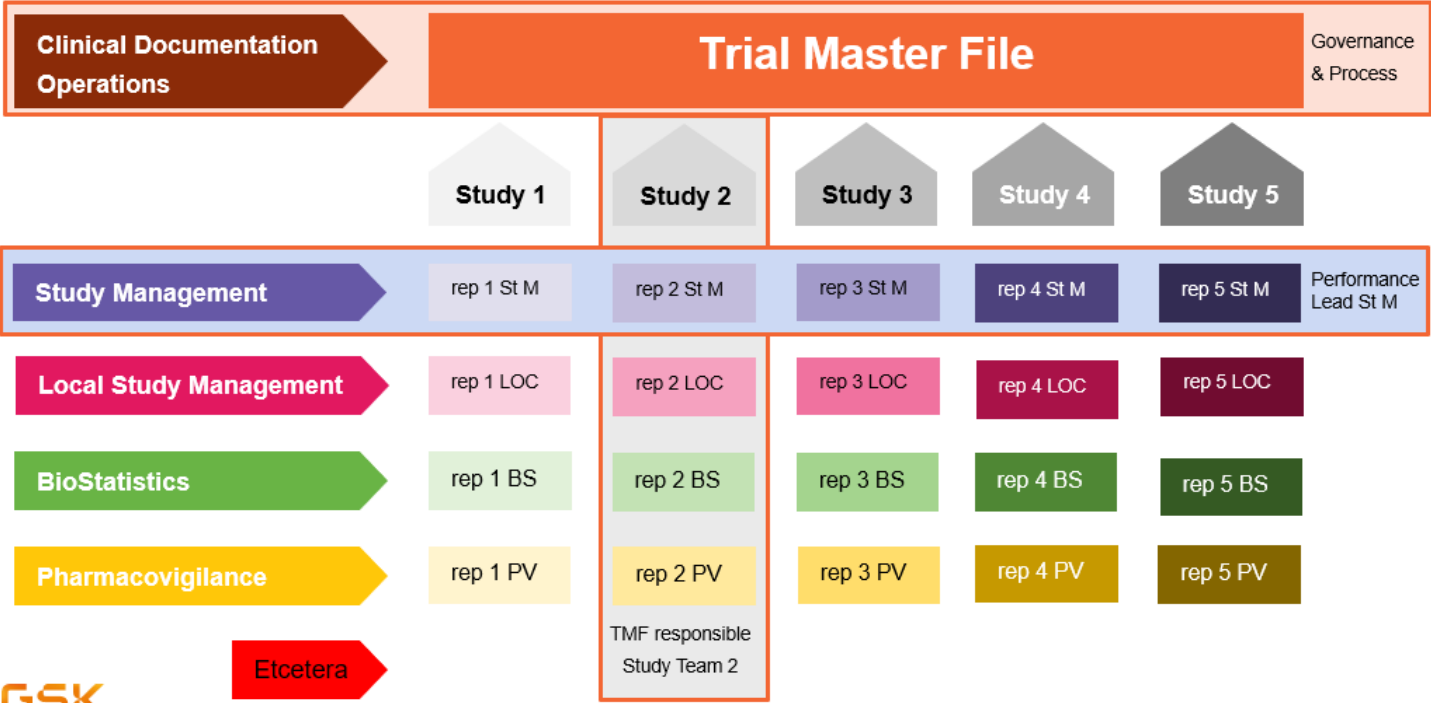 Clinical Documentation
Operations
Trial Master File
Governance
& Process
Study 1
Study 2
Study 3
Study 4
Study 5
Study Management
rep 1 St M
rep 2 St M
rep 3 St M
rep 4 St M
rep 5 St M
Performance
Lead St M
Local Study Management
rep 1 LOC
rep 2 LOC
rep 3 LOC
rep 4 LOC
rep 5 LOC
BioStatistics
rep 1 BS
rep 2 BS
rep 3 BS
rep 4 BS
rep 5 BS
Pharmacovigilance
rep 1 PV
rep 2 PV
rep 3 PV
rep 4 PV
rep 5 PV
TMF responsible
Study Team 2
Etcetera
GSK